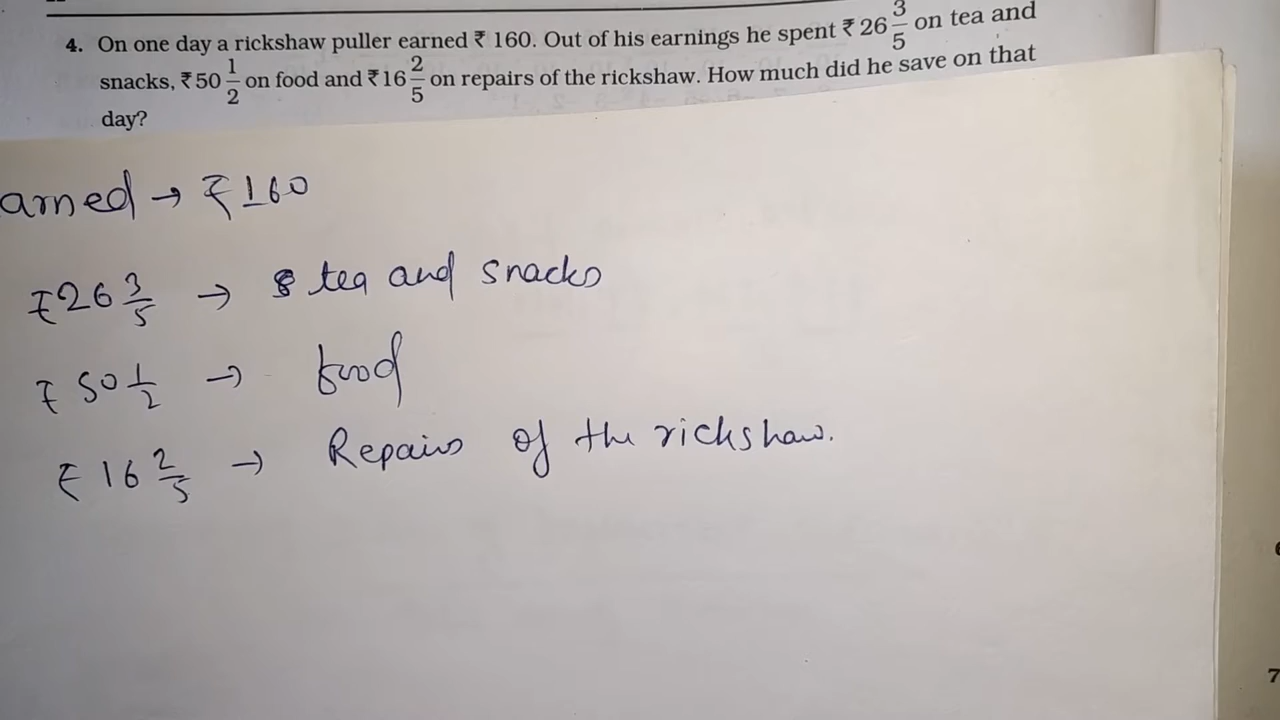 4. On one day a rickshaw puller earned ₹ 160. Out of his earnings he spent ₹ 26 3/5 on tea and
snacks, ₹50 1/2 on food and ₹16 2/5 on repairs of the rickshaw. How much did he save on that
day?
arned → ₹160
₹26 3/5 → tea and snacks
₹50 1/2 → food
₹16 2/5 → Repairs of the rickshaw.
7